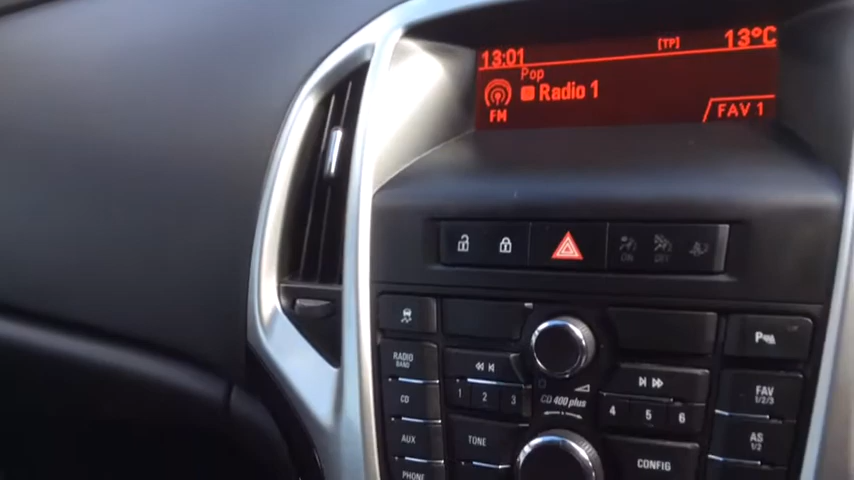 13:01 [TP] 13°C
Pop
Radio 1
FM
FAV 1
ON OFF
RADIO
BAND
CD
AUX
PHONE
1 2 3
TONE
CD 400 plus
4 5 6
CONFIG
P
FAV
1/2/3
AS
1/2